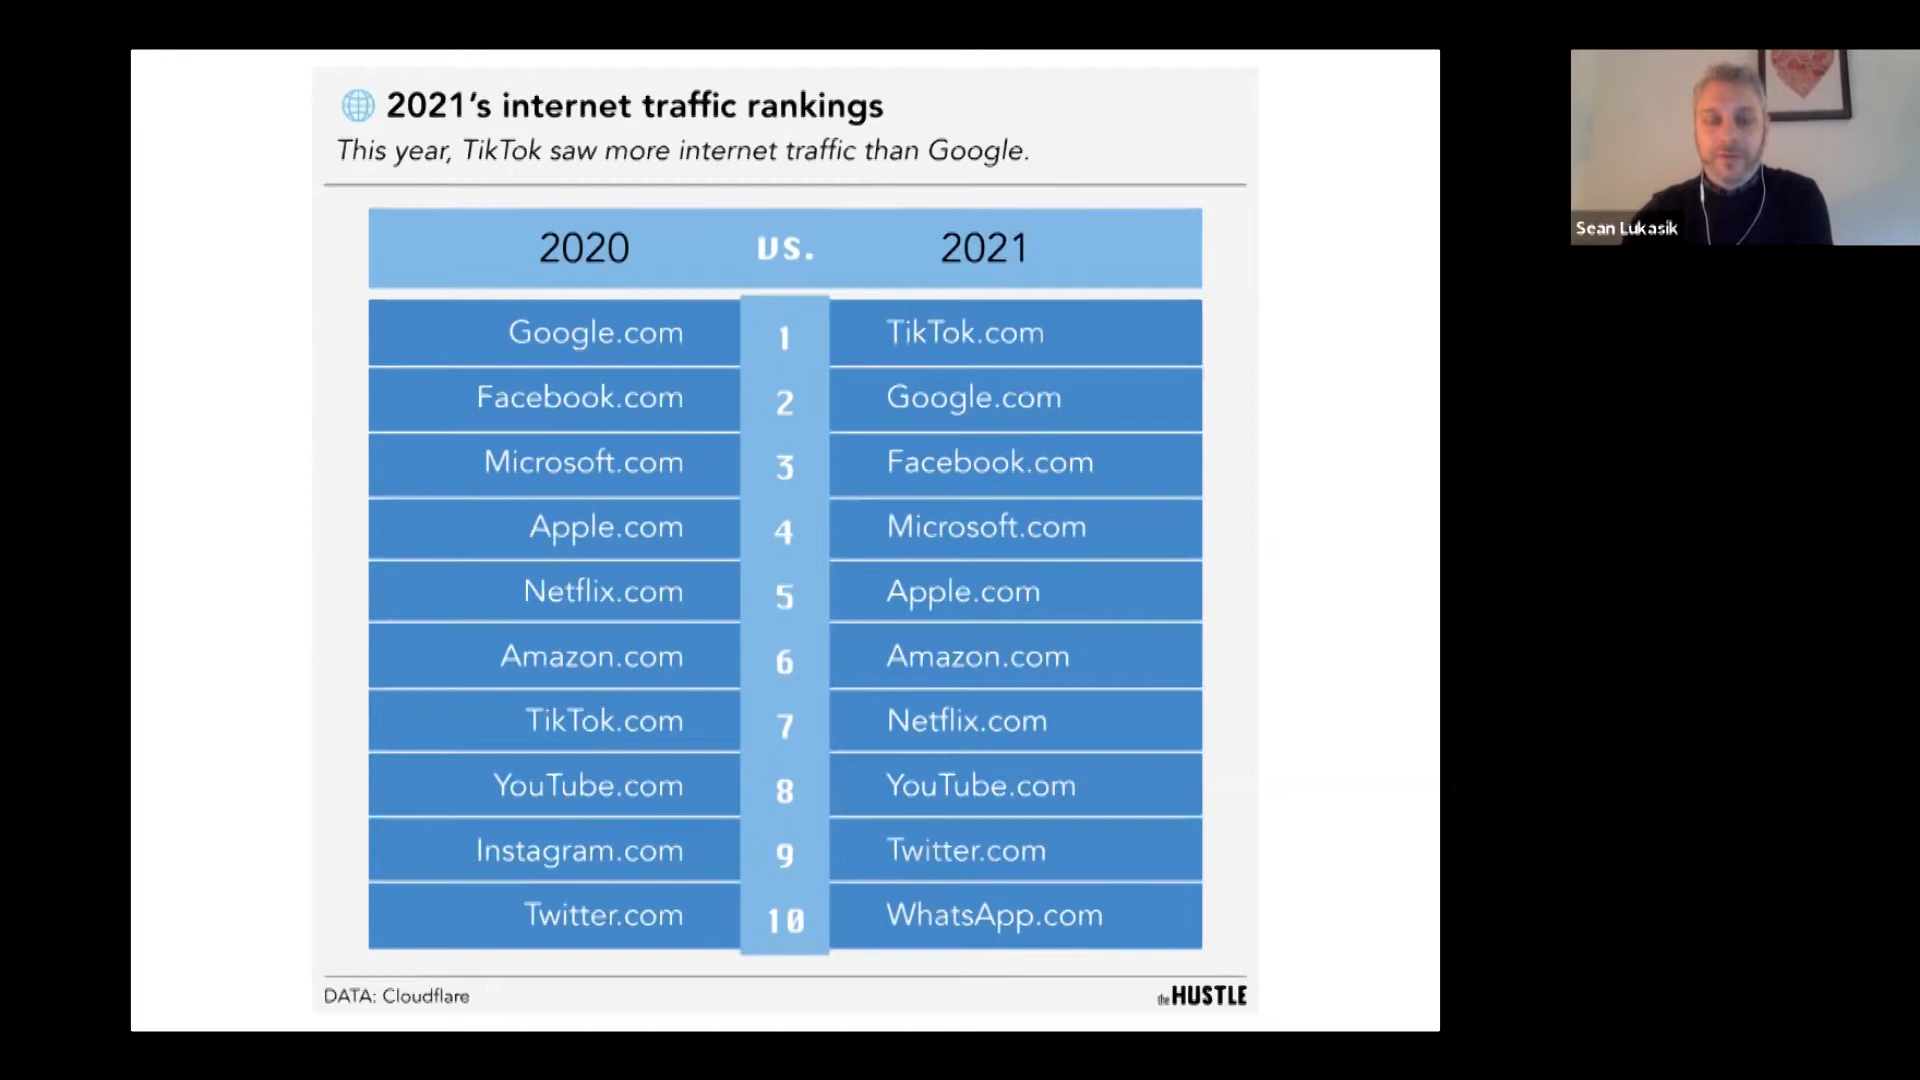 2021's internet traffic rankings
This year, TikTok saw more internet traffic than Google.
2020 vs. 2021
Google.com 1 TikTok.com
Facebook.com 2 Google.com
Microsoft.com 3 Facebook.com
Apple.com 4 Microsoft.com
Netflix.com 5 Apple.com
Amazon.com 6 Amazon.com
TikTok.com 7 Netflix.com
YouTube.com 8 YouTube.com
Instagram.com 9 Twitter.com
Twitter.com 10 WhatsApp.com
DATA: Cloudflare
the HUSTLE
Sean Lukasik